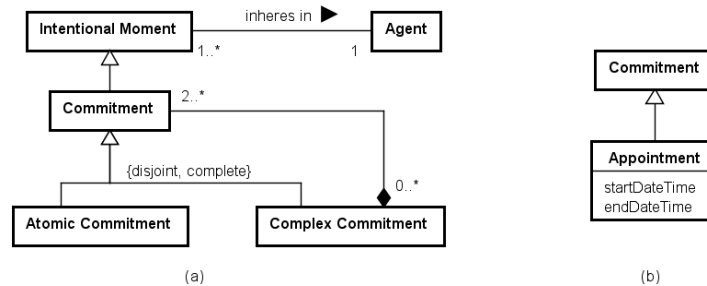 Intentional Moment
inheres in ▶
Agent
1..*
1
Commitment
2..*
{disjoint, complete}
0..*
Atomic Commitment
Complex Commitment
(a)
Commitment
Appointment
startDateTime
endDateTime
(b)